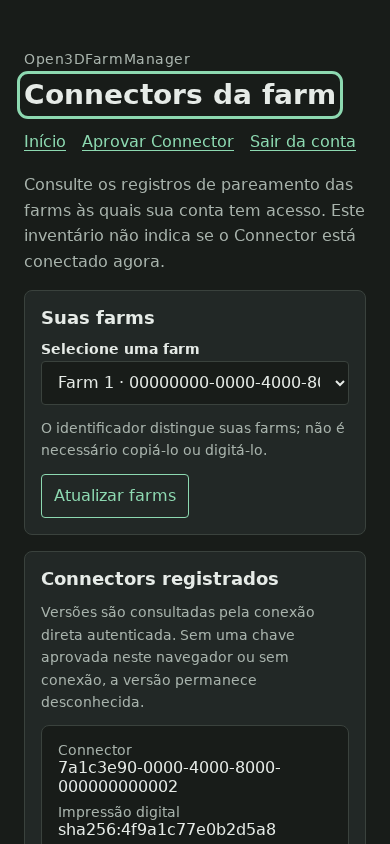 Open3DFarmManager
Connectors da farm
Início Aprovar Connector Sair da conta
Consulte os registros de pareamento das
farms às quais sua conta tem acesso. Este
inventário não indica se o Connector está
conectado agora.
Suas farms
Selecione uma farm
Farm 1 · 00000000-0000-4000-80
O identificador distingue suas farms; não é
necessário copiá-lo ou digitá-lo.
Atualizar farms
Connectors registrados
Versões são consultadas pela conexão
direta autenticada. Sem uma chave
aprovada neste navegador ou sem
conexão, a versão permanece
desconhecida.
Connector
7a1c3e90-0000-4000-8000-
000000000002
Impressão digital
sha256:4f9a1c77e0b2d5a8